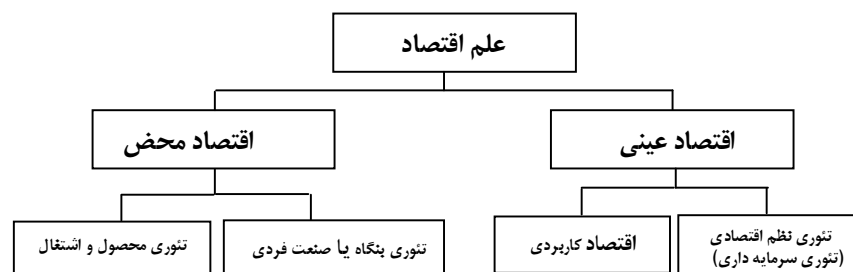 علم اقتصاد
اقتصاد عینی
اقتصاد محض
تئوری نظم اقتصادی
(تئوری سرمایه داری)
اقتصاد کاربردی
تئوری بنگاه یا صنعت فردی
تئوری محصول و اشتغال